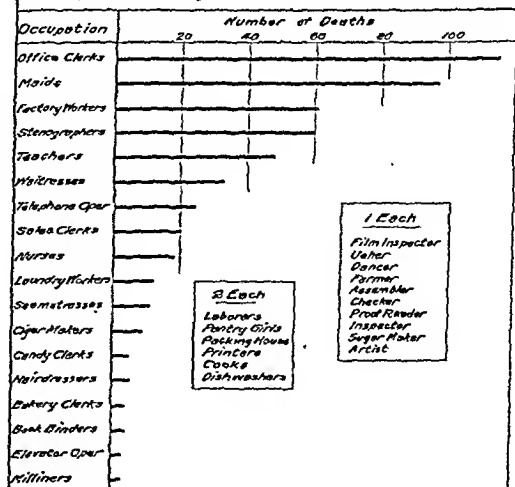 Number of Deaths
Occupation
20 40 60 80 100
Office Clerks
Maids
Factory Workers
Stenographers
Teachers
Waitresses
Telephone Oper
Sales Clerks
Nurses
Laundry Workers
Seamstresses
Cigar Makers
Candy Clerks
Hairdressers
Bakery Clerks
Book Binders
Elevator Oper
Milliners
2 Each
Laborers
Pantry Girls
Packing House
Printers
Cooks
Dishwashers
1 Each
Film Inspector
Usher
Dancer
Farmer
Assembler
Checker
Proof Reader
Inspector
Sugar Maker
Artist